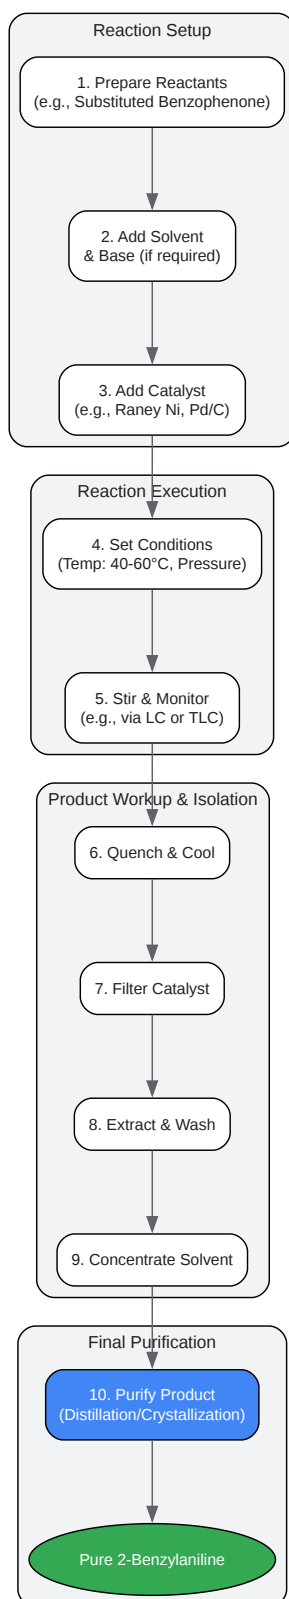 Reaction Setup
1. Prepare Reactants
(e.g., Substituted Benzophenone)
2. Add Solvent
& Base (if required)
3. Add Catalyst
(e.g., Raney Ni, Pd/C)
Reaction Execution
4. Set Conditions
(Temp: 40-60°C, Pressure)
5. Stir & Monitor
(e.g., via LC or TLC)
Product Workup & Isolation
6. Quench & Cool
7. Filter Catalyst
8. Extract & Wash
9. Concentrate Solvent
Final Purification
10. Purify Product
(Distillation/Crystallization)
Pure 2-Benzylaniline